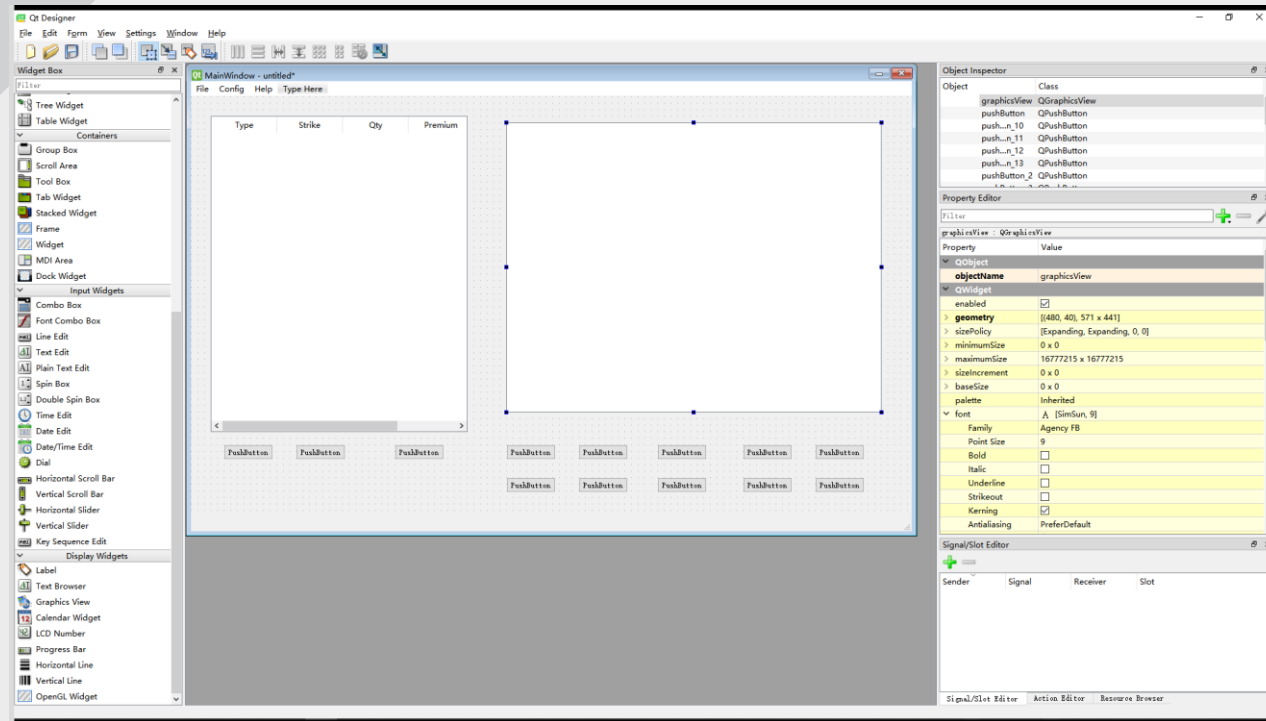 Qt Designer
File Edit Form View Settings Window Help
Widget Box
Filter
Tree Widget
Table Widget
Containers
Group Box
Scroll Area
Tool Box
Tab Widget
Stacked Widget
Frame
Widget
MDI Area
Dock Widget
Input Widgets
Combo Box
Font Combo Box
Line Edit
Text Edit
Plain Text Edit
Spin Box
Double Spin Box
Time Edit
Date Edit
Date/Time Edit
Dial
Horizontal Scroll Bar
Vertical Scroll Bar
Horizontal Slider
Vertical Slider
Key Sequence Edit
Display Widgets
Label
Text Browser
Graphics View
Calendar Widget
LCD Number
Progress Bar
Horizontal Line
Vertical Line
OpenGL Widget
MainWindow - untitled*
File Config Help Type Here
Type Strike Qty Premium
PushButton PushButton PushButton PushButton PushButton PushButton PushButton PushButton
PushButton PushButton PushButton PushButton PushButton
Object Inspector
Object Class
graphicsView QGraphicsView
pushButton QPushButton
push...n_10 QPushButton
push...n_11 QPushButton
push...n_12 QPushButton
push...n_13 QPushButton
pushButton_2 QPushButton
Property Editor
Filter
graphicsView : QGraphicsView
Property Value
QObject
objectName graphicsView
QWidget
enabled
geometry [(480, 40), 571 x 441]
sizePolicy [Expanding, Expanding, 0, 0]
minimumSize 0 x 0
maximumSize 16777215 x 16777215
sizeIncrement 0 x 0
baseSize 0 x 0
palette Inherited
font A [SimSun, 9]
Family Agency FB
Point Size 9
Bold
Italic
Underline
Strikeout
Kerning
Antialiasing PreferDefault
Signal/Slot Editor
Sender Signal Receiver Slot
Signal/Slot Editor Action Editor Resource Browser